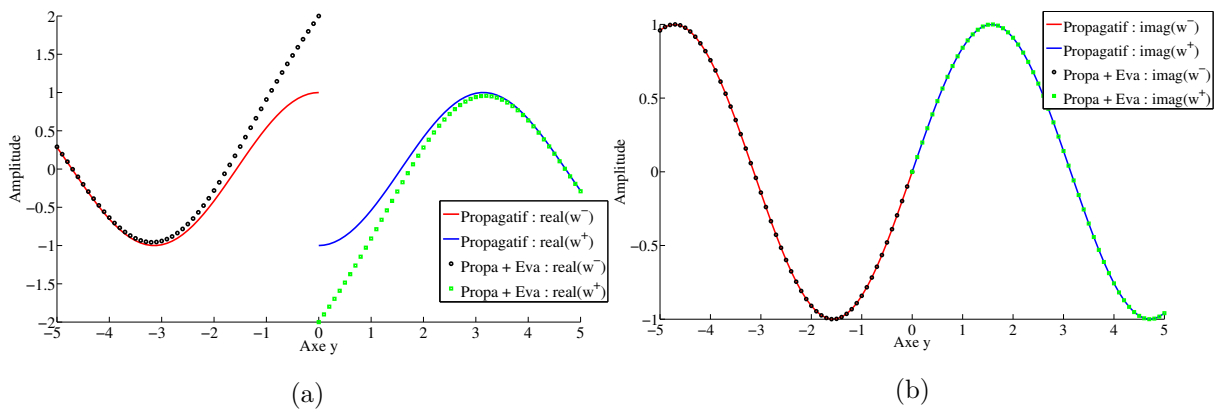 2
1.5
1
0.5
0
−0.5
−1
−1.5
−2
Amplitude
−5 −4 −3 −2 −1 0 1 2 3 4 5
Axe y
Propagatif : real(w⁻)
Propagatif : real(w⁺)
Propa + Eva : real(w⁻)
Propa + Eva : real(w⁺)
(a)
1
0.5
0
−0.5
−1
Amplitude
−5 −4 −3 −2 −1 0 1 2 3 4 5
Axe y
Propagatif : imag(w⁻)
Propagatif : imag(w⁺)
Propa + Eva : imag(w⁻)
Propa + Eva : imag(w⁺)
(b)